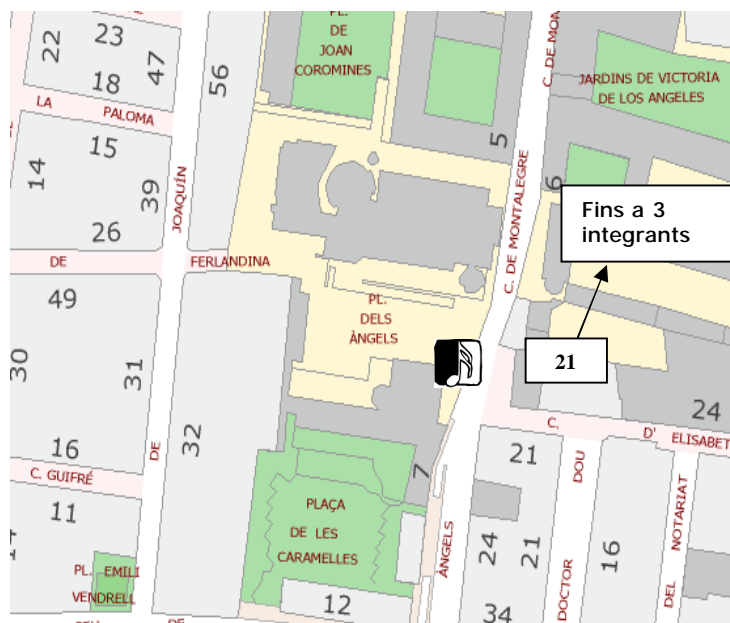 PL.
DE
JOAN
COROMINES
C. DE MON
JARDINS DE VICTORIA
DE LOS ANGELES
22
23
47
18
56
LA PALOMA
15
14
39
26
JOAQUÍN
5
6
C. DE MONTALEGRE
Fins a 3
integrants
21
DE FERLANDINA
PL.
DELS
ÀNGELS
49
30
31
16
32
DE
C. GUIFRÉ
11
PL. EMILI
VENDRELL
PLAÇA
DE LES
CARAMELLES
12
7
ÀNGELS
24
C. D' ELISABET
21
24
21
34
DOU
DOCTOR
16
NOTARIAT
DEL
DE